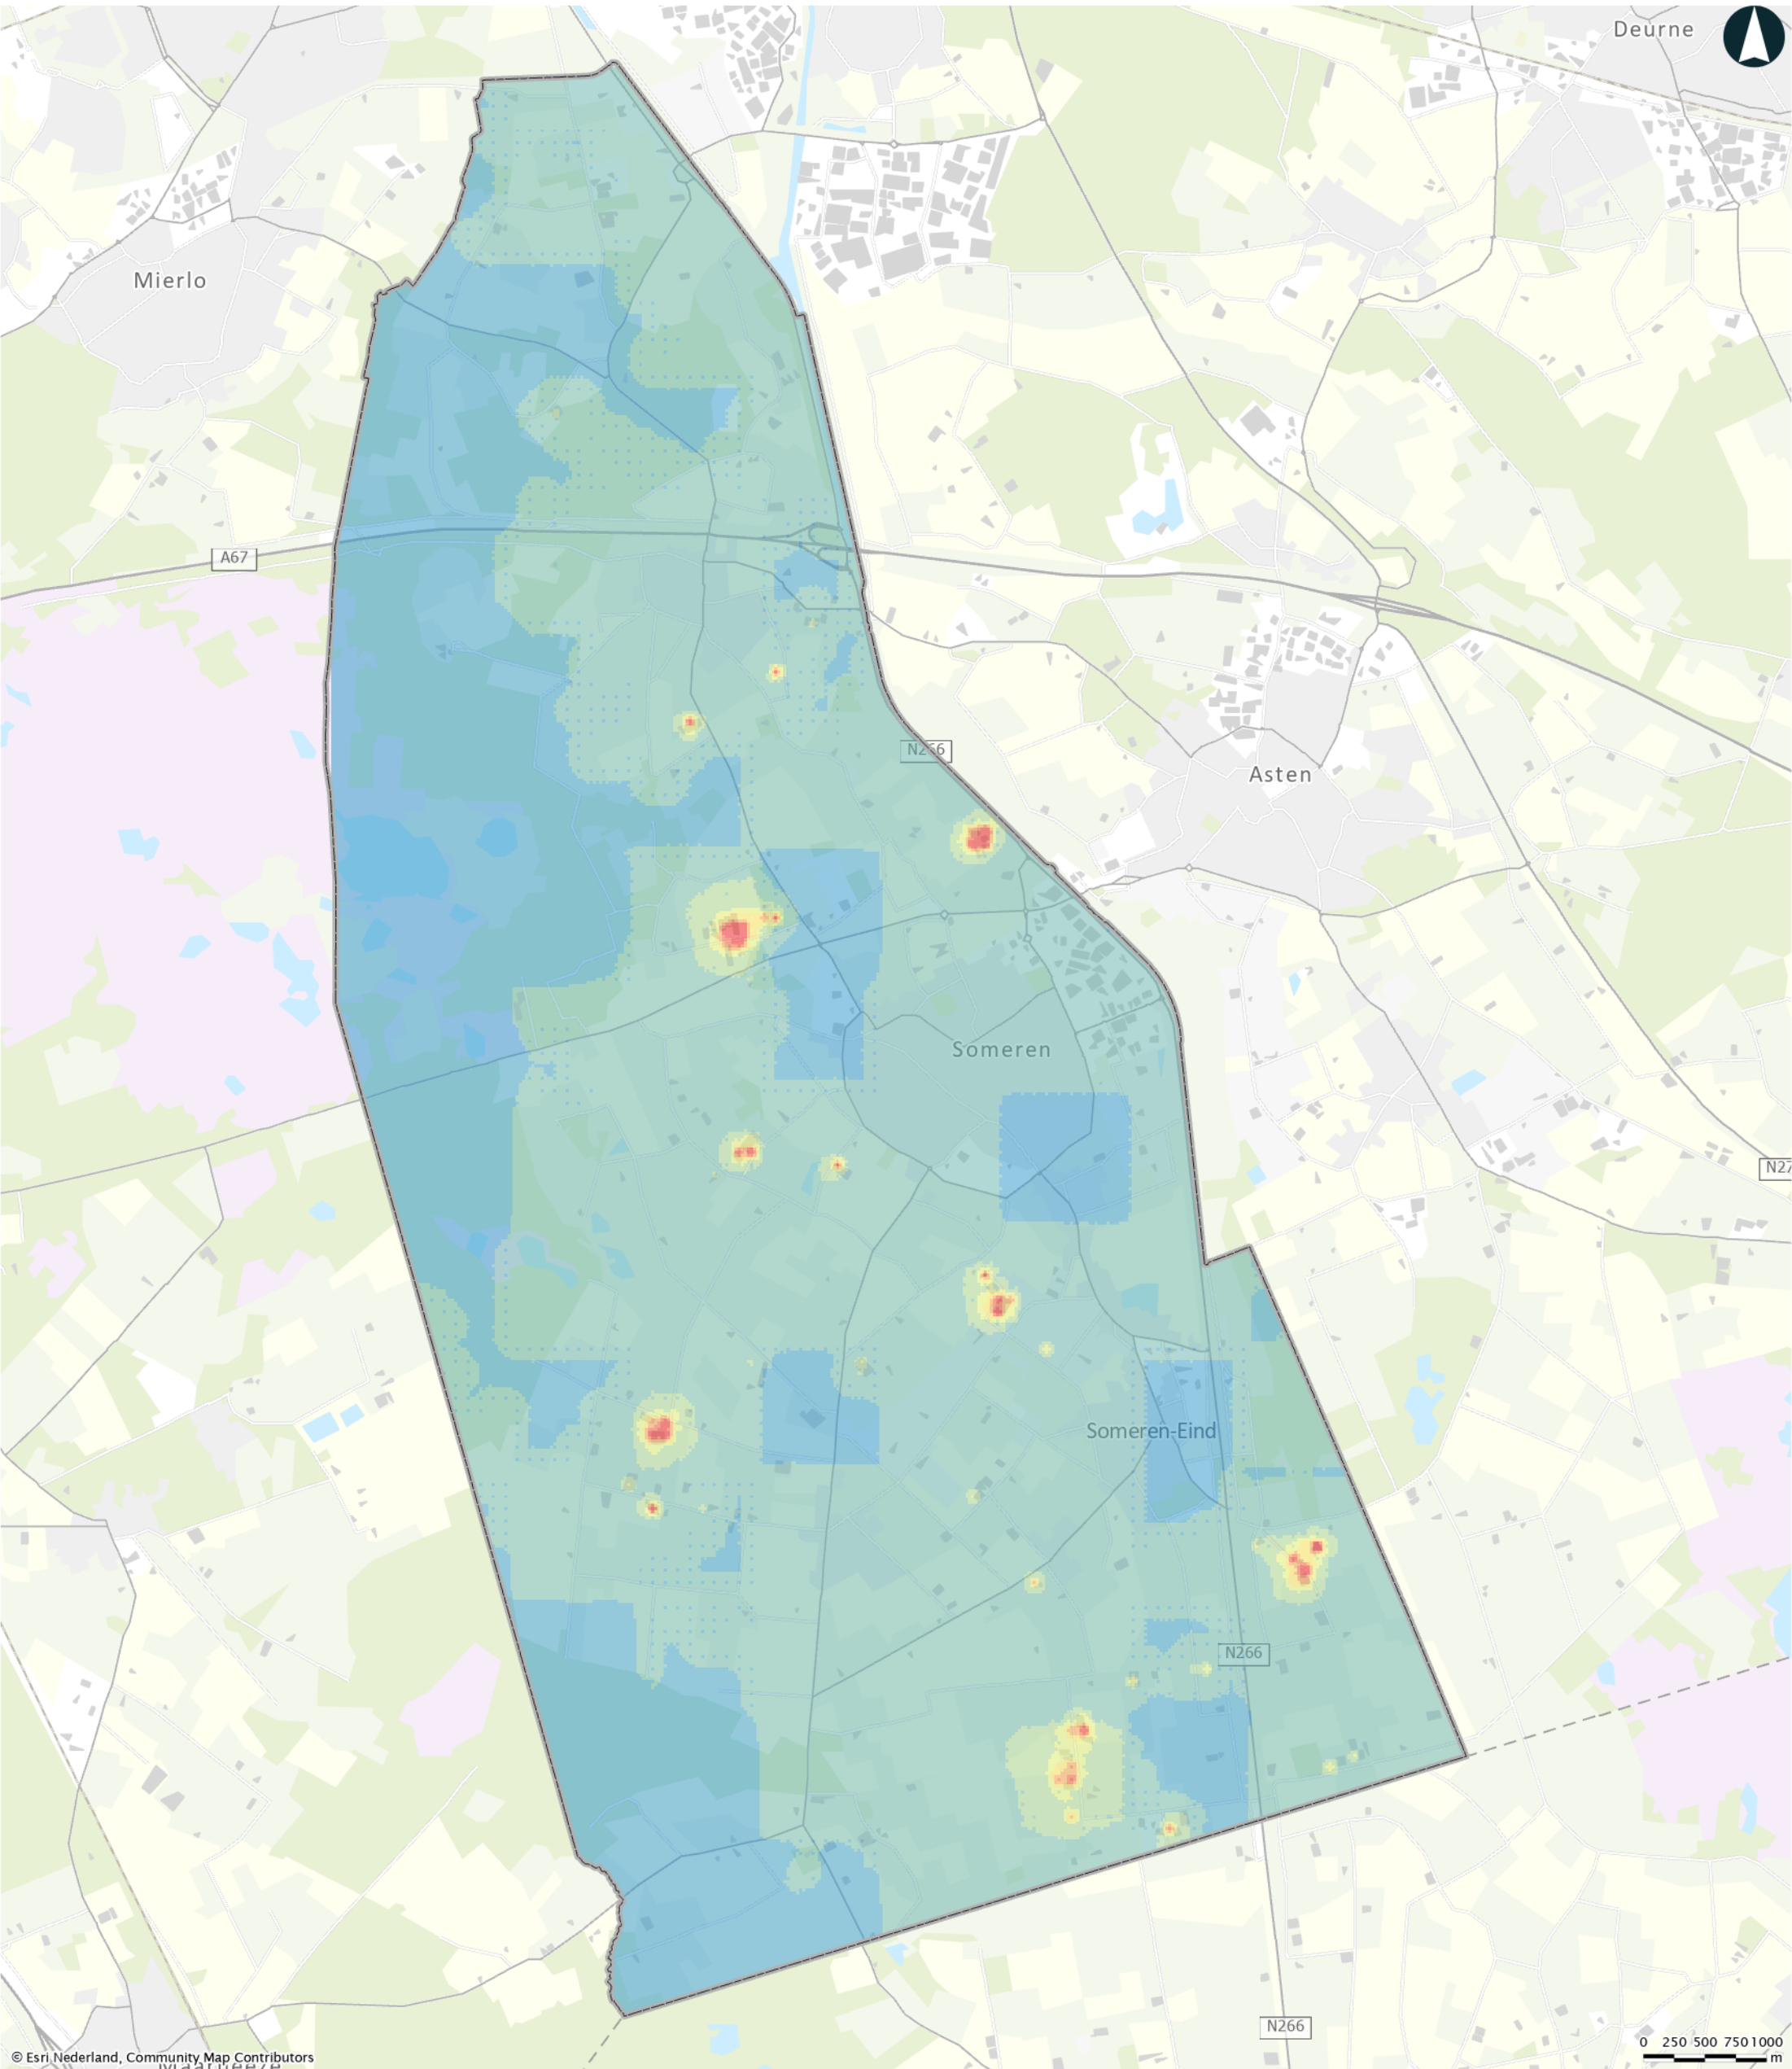 Deurne
Mierlo
A67
N266
Asten
Someren
N27
Someren-Eind
N266
N266
0 250 500 750 1000
m
© Esri Nederland, Community Map Contributors